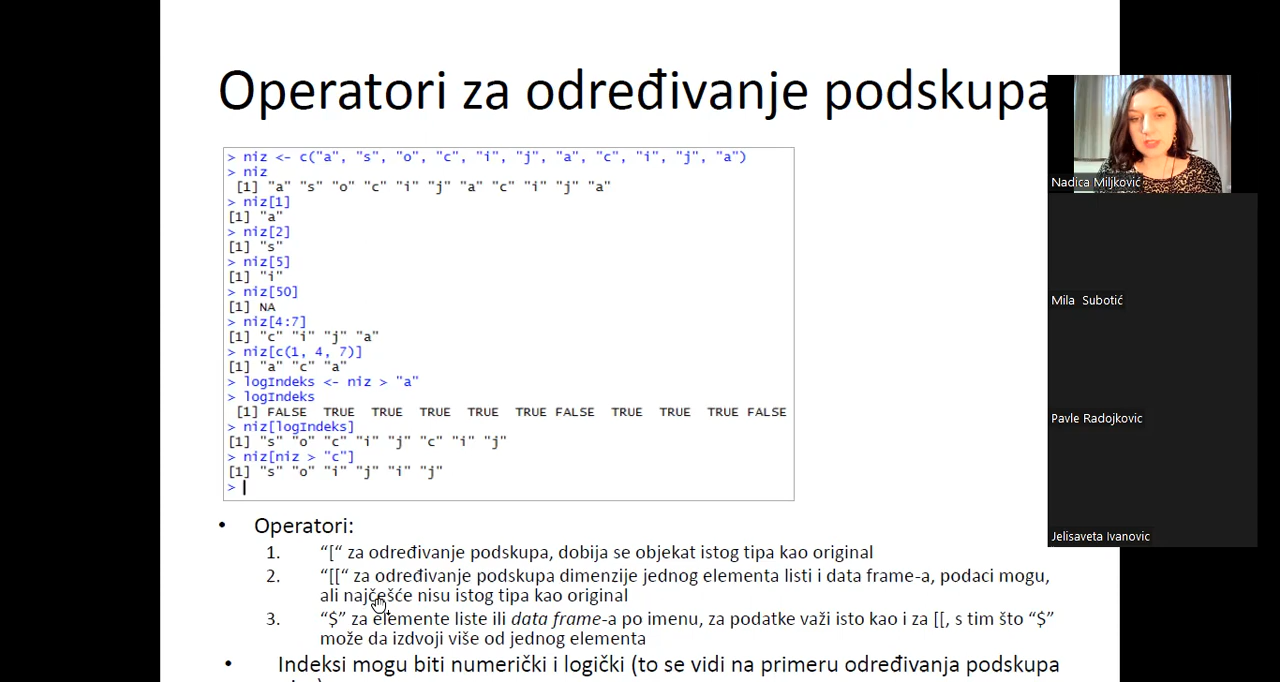 Operatori za određivanje podskupa
> niz <- c("a", "s", "o", "c", "i", "j", "a", "c", "i", "j", "a")
> niz
[1] "a" "s" "o" "c" "i" "j" "a" "c" "i" "j" "a"
> niz[1]
[1] "a"
> niz[2]
[1] "s"
> niz[5]
[1] "i"
> niz[50]
[1] NA
> niz[4:7]
[1] "c" "i" "j" "a"
> niz[c(1, 4, 7)]
[1] "a" "c" "a"
> logIndeks <- niz > "a"
> logIndeks
[1] FALSE TRUE TRUE TRUE TRUE TRUE FALSE TRUE TRUE TRUE FALSE
> niz[logIndeks]
[1] "s" "o" "c" "i" "j" "c" "i" "j"
> niz[niz > "c"]
[1] "s" "o" "i" "j" "i" "j"
>
• Operatori:
1. “[“ za određivanje podskupa, dobija se objekat istog tipa kao original
2. “[[“ za određivanje podskupa dimenzije jednog elementa listi i data frame-a, podaci mogu,
ali najčešće nisu istog tipa kao original
3. “$” za elemente liste ili data frame-a po imenu, za podatke važi isto kao i za [[, s tim što “$”
može da izdvoji više od jednog elementa
• Indeksi mogu biti numerički i logički (to se vidi na primeru određivanja podskupa
Nadica Miljković
Mila Subotić
Pavle Radojkovic
Jelisaveta Ivanovic